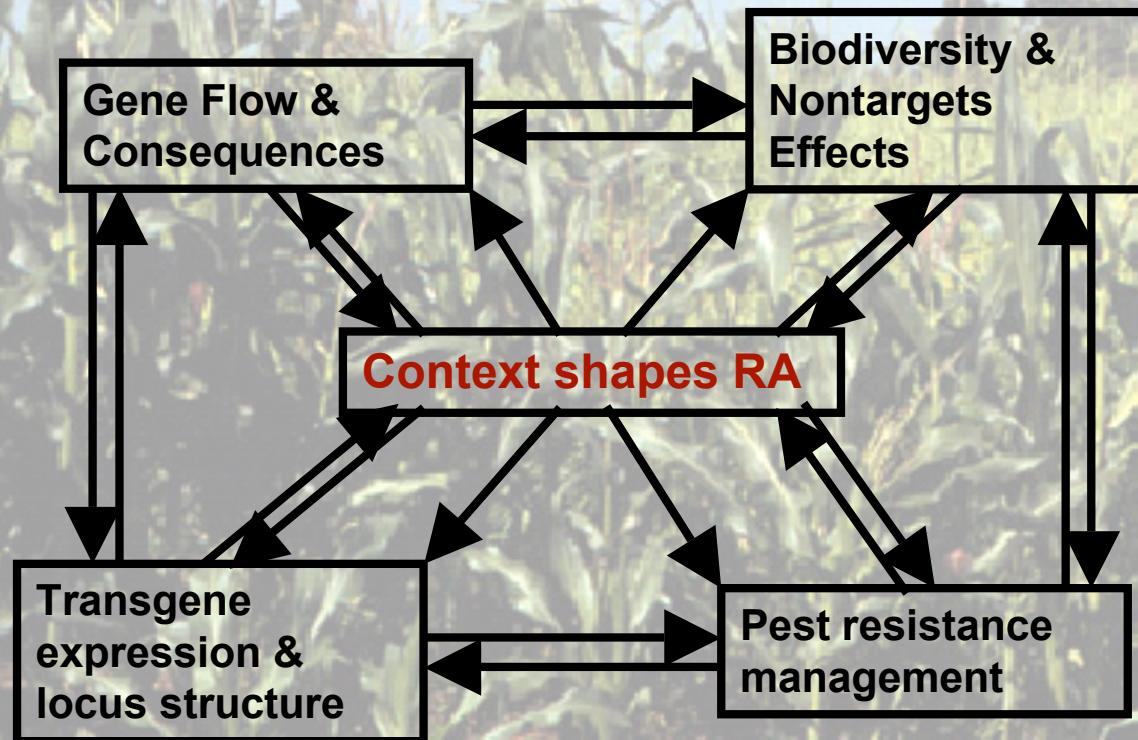 Gene Flow &
Consequences
Biodiversity &
Nontargets
Effects
Context shapes RA
Transgene
expression &
locus structure
Pest resistance
management